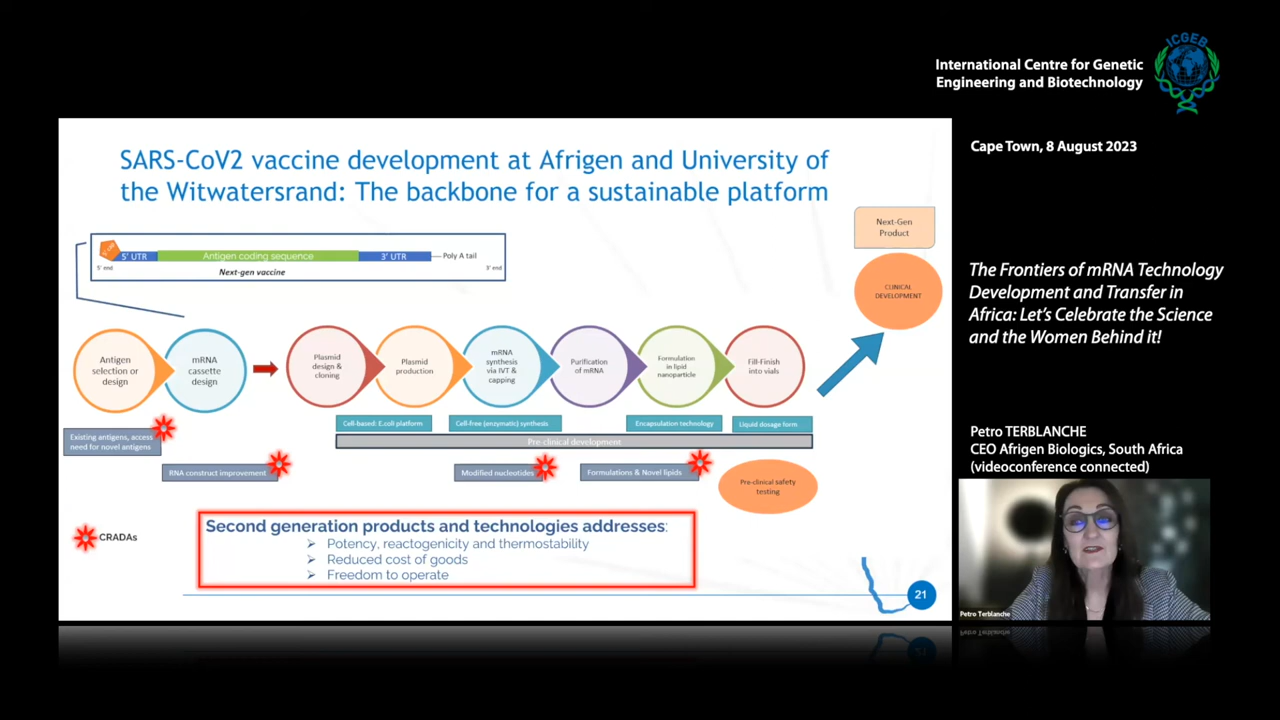 ICGEB
International Centre for Genetic
Engineering and Biotechnology
Cape Town, 8 August 2023
The Frontiers of mRNA Technology
Development and Transfer in
Africa: Let's Celebrate the Science
and the Women Behind it!
Petro TERBLANCHE
CEO Afrigen Biologics, South Africa
(videoconference connected)
Petro Terblanche
SARS-CoV2 vaccine development at Afrigen and University of
the Witwatersrand: The backbone for a sustainable platform
Next-Gen
Product
CLINICAL
DEVELOPMENT
5' UTR
Antigen coding sequence
3' UTR
Poly A tail
5' end
Next-gen vaccine
3' end
Antigen
selection or
design
mRNA
cassette
design
Plasmid
design &
cloning
Plasmid
production
mRNA
synthesis
via IVT &
capping
Purification
of mRNA
Formulation
in lipid
nanoparticle
Fill-Finish
into vials
Cell-based: E.coli platform
Cell-free (enzymatic) synthesis
Encapsulation technology
Liquid dosage form
Pre-clinical development
Existing antigens, access
need for novel antigens
RNA construct improvement
Modified nucleotides
Formulations & Novel lipids
Pre-clinical safety
testing
CRADAs
Second generation products and technologies addresses:
➢ Potency, reactogenicity and thermostability
➢ Reduced cost of goods
➢ Freedom to operate
21